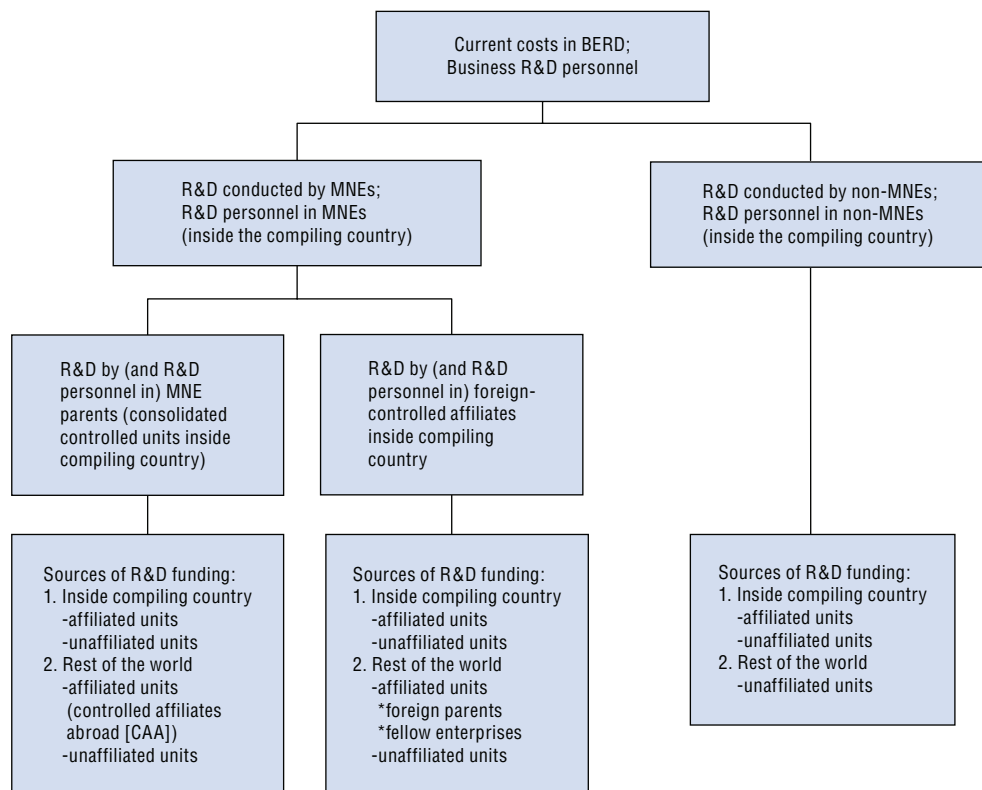 Current costs in BERD;
Business R&D personnel
R&D conducted by MNEs;
R&D personnel in MNEs
(inside the compiling country)
R&D conducted by non-MNEs;
R&D personnel in non-MNEs
(inside the compiling country)
R&D by (and R&D
personnel in) MNE
parents (consolidated
controlled units inside
compiling country)
R&D by (and R&D
personnel in) foreign-
controlled affiliates
inside compiling
country
Sources of R&D funding:
1. Inside compiling country
-affiliated units
-unaffiliated units
2. Rest of the world
-affiliated units
(controlled affiliates
abroad [CAA])
-unaffiliated units
Sources of R&D funding:
1. Inside compiling country
-affiliated units
-unaffiliated units
2. Rest of the world
-affiliated units
*foreign parents
*fellow enterprises
-unaffiliated units
Sources of R&D funding:
1. Inside compiling country
-affiliated units
-unaffiliated units
2. Rest of the world
-unaffiliated units